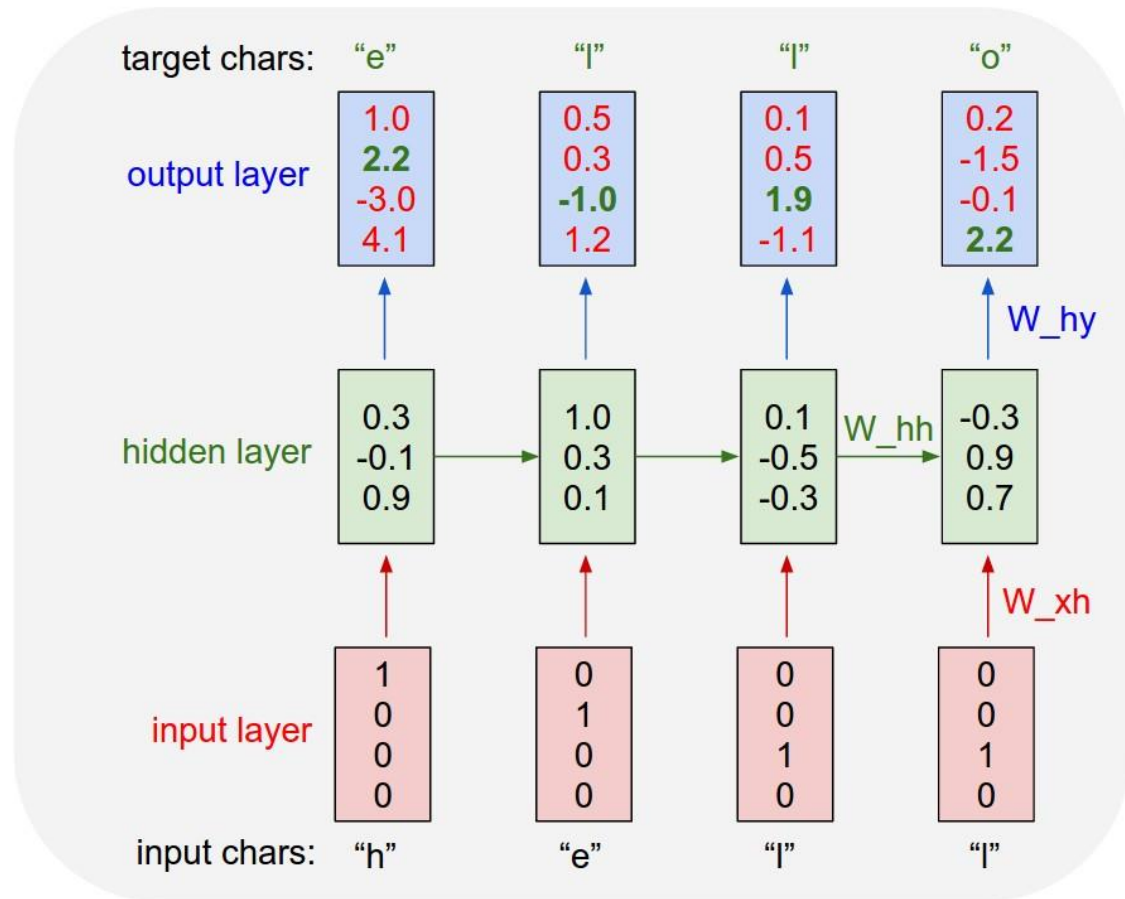 target chars: “e” “l” “l” “o”
1.0 0.5 0.1 0.2
2.2 0.3 0.5 -1.5
output layer
-3.0 -1.0 1.9 -0.1
4.1 1.2 -1.1 2.2
W_hy
0.3 1.0 0.1 -0.3
W_hh
hidden layer
-0.1 0.3 -0.5 0.9
0.9 0.1 -0.3 0.7
W_xh
1 0 0 0
0 1 0 0
input layer
0 0 1 1
0 0 0 0
input chars: “h” “e” “l” “l”